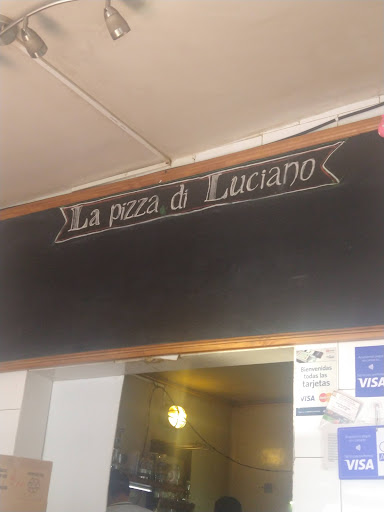 La pizza di Luciano
Bienvenidas
todas las
tarjetas
VISA
VISA
VISA